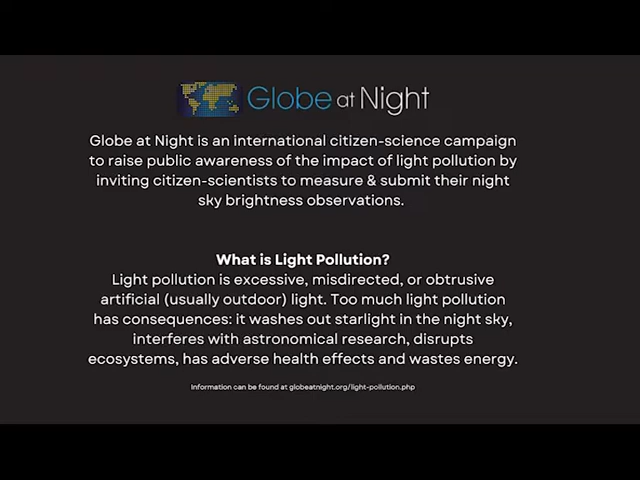 Globe at Night
Globe at Night is an international citizen-science campaign
to raise public awareness of the impact of light pollution by
inviting citizen-scientists to measure & submit their night
sky brightness observations.
What is Light Pollution?
Light pollution is excessive, misdirected, or obtrusive
artificial (usually outdoor) light. Too much light pollution
has consequences: it washes out starlight in the night sky,
interferes with astronomical research, disrupts
ecosystems, has adverse health effects and wastes energy.
Information can be found at globeatnight.org/light-pollution.php